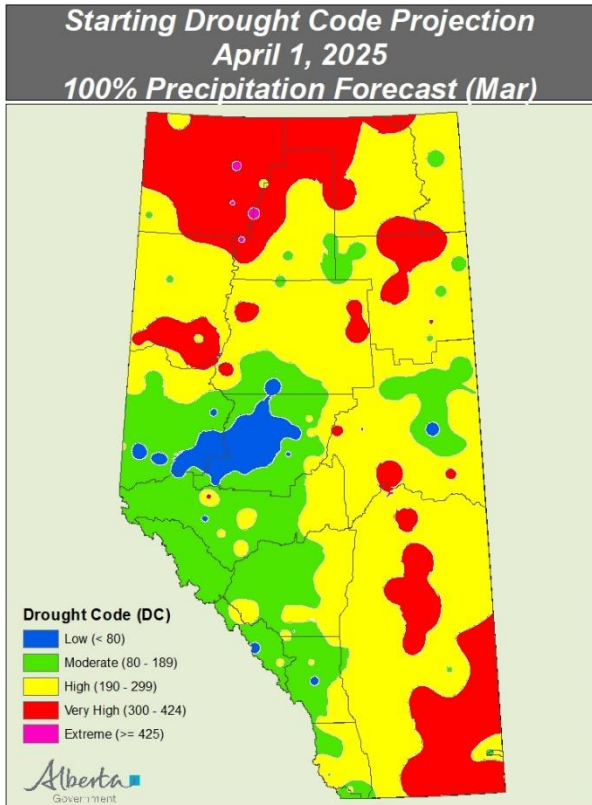 Starting Drought Code Projection
April 1, 2025
100% Precipitation Forecast (Mar)
Drought Code (DC)
Low (< 80)
Moderate (80 - 189)
High (190 - 299)
Very High (300 - 424)
Extreme (>= 425)
Alberta
Government